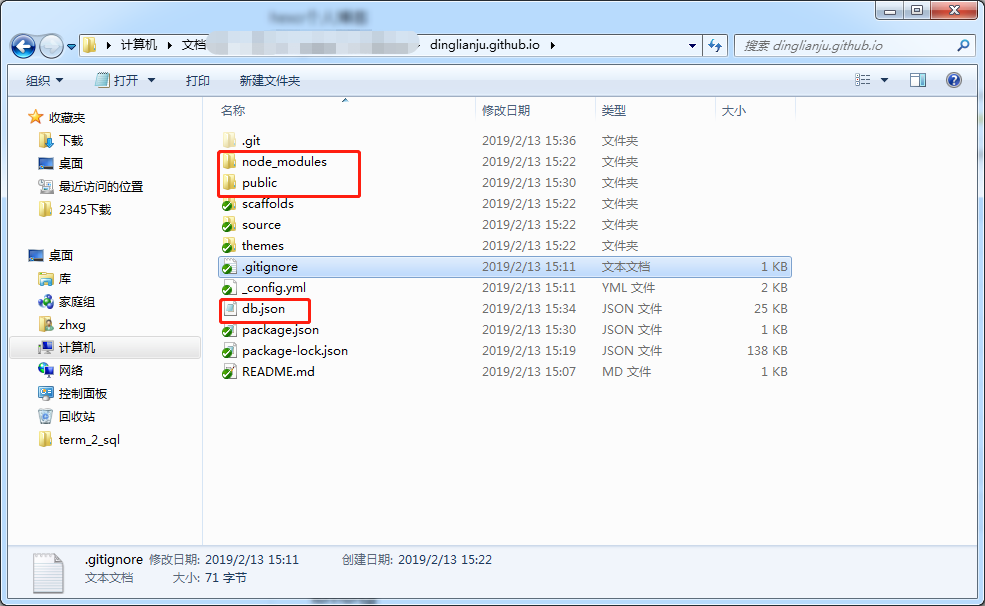 计算机 文档 dinglianju.github.io
搜索 dinglianju.github.io
组织 打开 打印 新建文件夹
收藏夹
下载
桌面
最近访问的位置
2345下载
桌面
库
家庭组
zhxg
计算机
网络
控制面板
回收站
term_2_sql
名称 修改日期 类型 大小
.git 2019/2/13 15:36 文件夹
node_modules 2019/2/13 15:22 文件夹
public 2019/2/13 15:30 文件夹
scaffolds 2019/2/13 15:22 文件夹
source 2019/2/13 15:22 文件夹
themes 2019/2/13 15:22 文件夹
.gitignore 2019/2/13 15:11 文本文档 1 KB
_config.yml 2019/2/13 15:11 YML 文件 2 KB
db.json 2019/2/13 15:34 JSON 文件 25 KB
package.json 2019/2/13 15:30 JSON 文件 1 KB
package-lock.json 2019/2/13 15:19 JSON 文件 138 KB
README.md 2019/2/13 15:07 MD 文件 1 KB
.gitignore 修改日期: 2019/2/13 15:11 创建日期: 2019/2/13 15:22
文本文档 大小: 71 字节